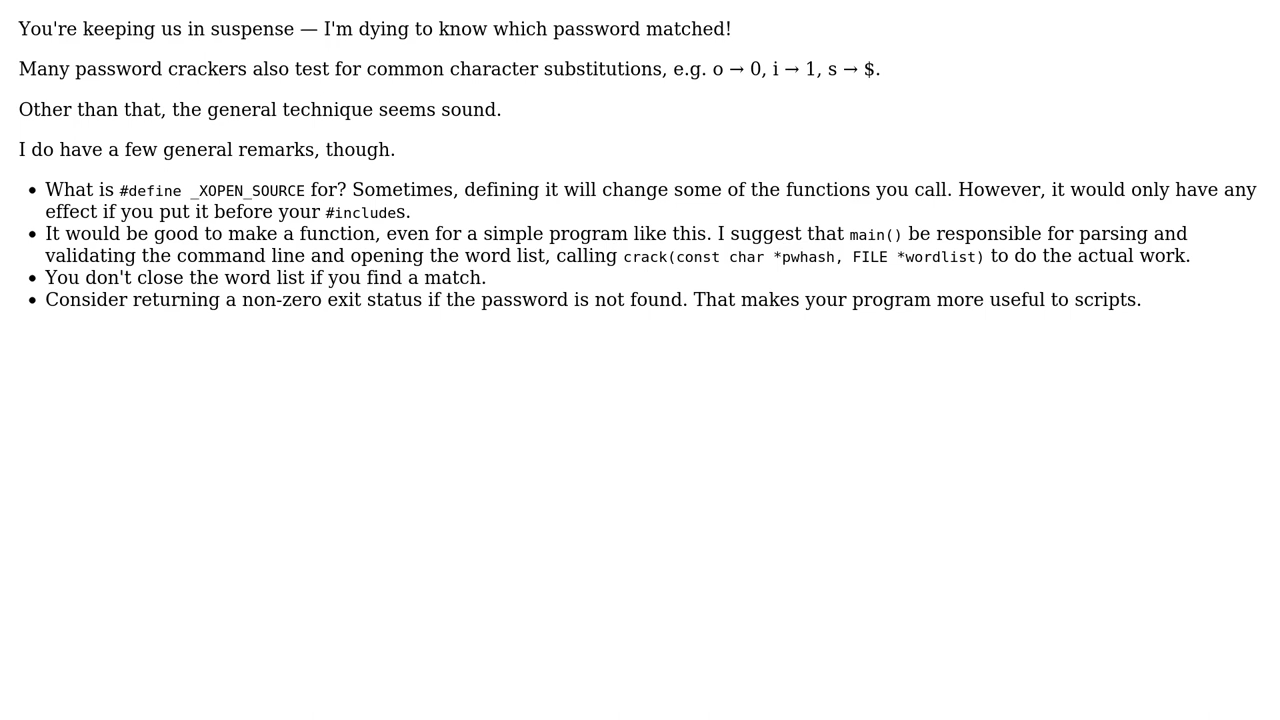 You're keeping us in suspense — I'm dying to know which password matched!
Many password crackers also test for common character substitutions, e.g. o → 0, i → 1, s → $.
Other than that, the general technique seems sound.
I do have a few general remarks, though.
• What is #define _XOPEN_SOURCE for? Sometimes, defining it will change some of the functions you call. However, it would only have any
effect if you put it before your #includes.
• It would be good to make a function, even for a simple program like this. I suggest that main() be responsible for parsing and
validating the command line and opening the word list, calling crack(const char *pwhash, FILE *wordlist) to do the actual work.
• You don't close the word list if you find a match.
• Consider returning a non-zero exit status if the password is not found. That makes your program more useful to scripts.